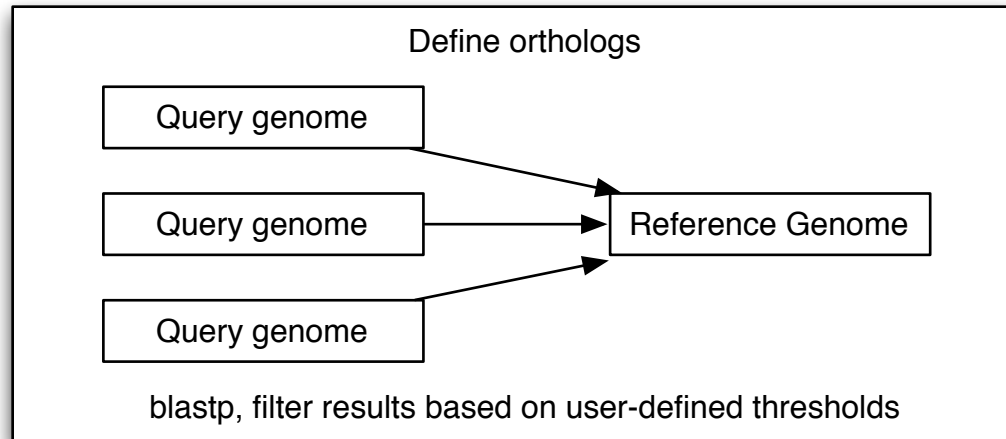 Define orthologs
Query genome
Query genome
Reference Genome
Query genome
blastp, filter results based on user-defined thresholds